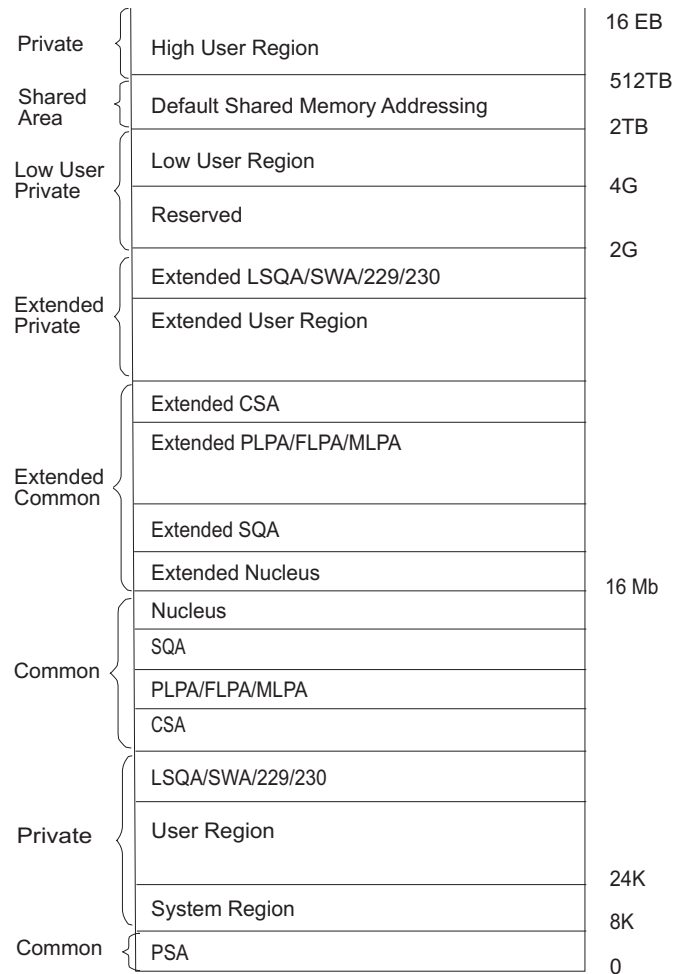 16 EB
Private
High User Region
512TB
Shared
Area
Default Shared Memory Addressing
2TB
Low User Region
Low User
Private
4G
Reserved
2G
Extended LSQA/SWA/229/230
Extended
Private
Extended User Region
Extended CSA
Extended PLPA/FLPA/MLPA
Extended
Common
Extended SQA
Extended Nucleus
16 Mb
Nucleus
SQA
Common
PLPA/FLPA/MLPA
CSA
LSQA/SWA/229/230
Private
User Region
24K
System Region
8K
Common
PSA
0